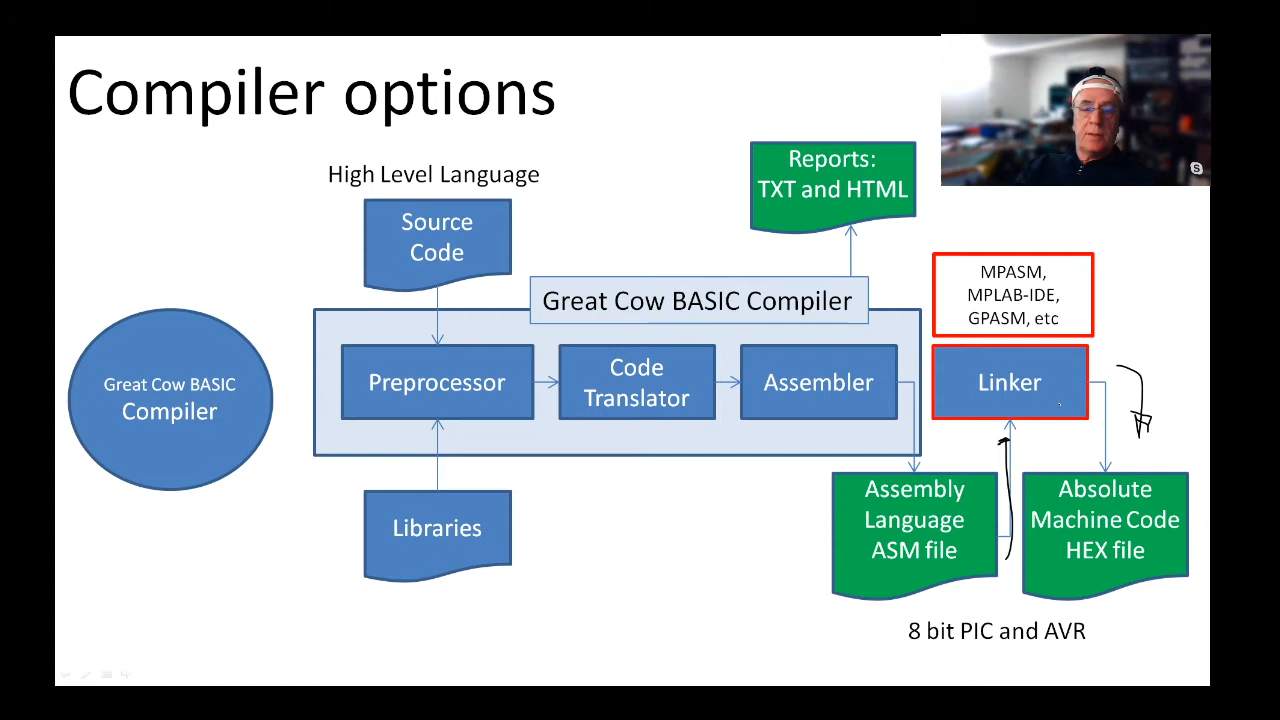 Compiler options
High Level Language
Source
Code
Reports:
TXT and HTML
Great Cow BASIC Compiler
MPASM,
MPLAB-IDE,
GPASM, etc
Great Cow BASIC
Compiler
Preprocessor
Code
Translator
Assembler
Linker
Libraries
Assembly
Language
ASM file
Absolute
Machine Code
HEX file
8 bit PIC and AVR